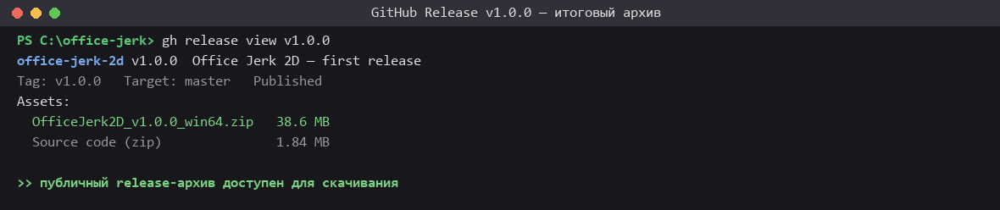 GitHub Release v1.0.0 — итоговый архив
PS C:\office-jerk> gh release view v1.0.0
office-jerk-2d v1.0.0  Office Jerk 2D — first release
Tag: v1.0.0   Target: master   Published
Assets:
  OfficeJerk2D_v1.0.0_win64.zip   38.6 MB
  Source code (zip)               1.84 MB
>> публичный release-архив доступен для скачивания